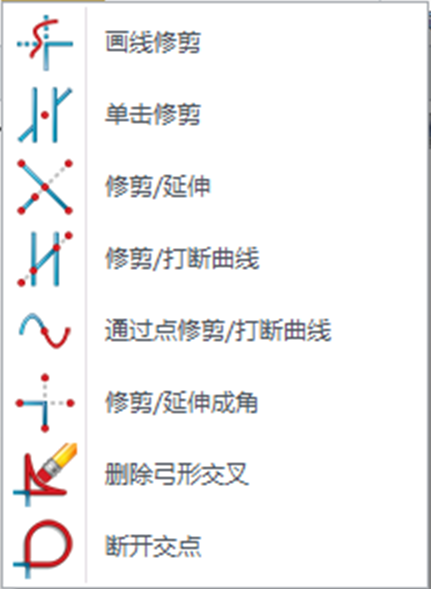 画线修剪
单击修剪
修剪/延伸
修剪/打断曲线
通过点修剪/打断曲线
修剪/延伸成角
删除弓形交叉
断开交点